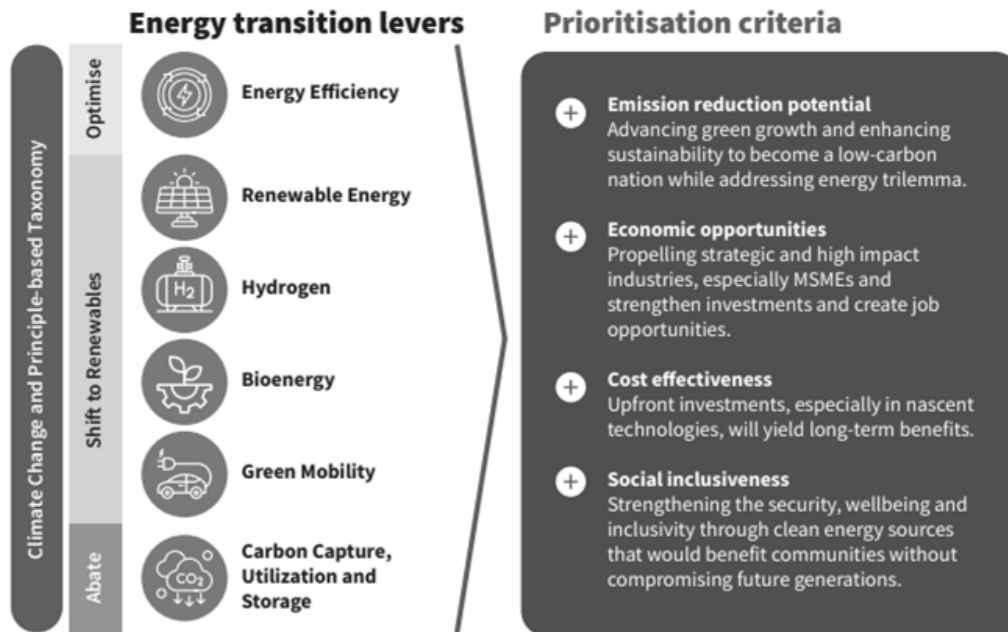 Energy transition levers
Prioritisation criteria
Climate Change and Principle-based Taxonomy
Optimise
Energy Efficiency
Shift to Renewables
Renewable Energy
H2
Hydrogen
Bioenergy
Green Mobility
Abate
CO2
Carbon Capture,
Utilization and
Storage
Emission reduction potential
Advancing green growth and enhancing
sustainability to become a low-carbon
nation while addressing energy trilemma.
Economic opportunities
Propelling strategic and high impact
industries, especially MSMEs and
strengthen investments and create job
opportunities.
Cost effectiveness
Upfront investments, especially in nascent
technologies, will yield long-term benefits.
Social inclusiveness
Strengthening the security, wellbeing and
inclusivity through clean energy sources
that would benefit communities without
compromising future generations.